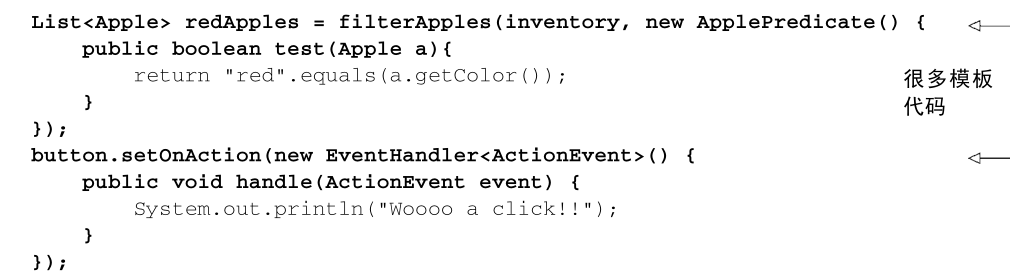 List<Apple> redApples = filterApples(inventory, new ApplePredicate() {
    public boolean test(Apple a){
        return "red".equals(a.getColor());
    }
});
button.setOnAction(new EventHandler<ActionEvent>() {
    public void handle(ActionEvent event) {
        System.out.println("Woooo a click!!");
    }
});
很多模板
代码